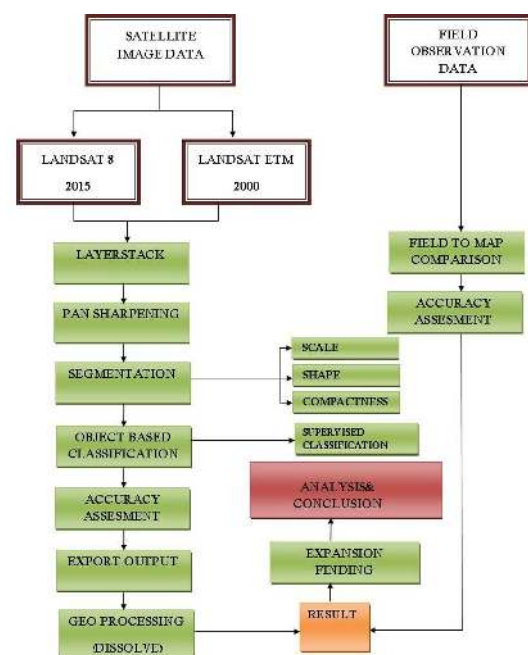 SATELLITE
IMAGE DATA
FIELD
OBSERVATION
DATA
LANDSAT 8
2015
LANDSAT ETM
2000
LAYERSTACK
PAN SHARPENING
SEGMENTATION
SCALE
SHAPE
COMPACTNESS
OBJECT BASED
CLASSIFICATION
SUPERVISED
CLASSIFICATION
ACCURACY
ASSESMENT
EXPORT OUTPUT
GEO PROCESSING
(DISSOLVE)
FIELD TO MAP
COMPARISON
ACCURACY
ASSESMENT
ANALYSIS&
CONCLUSION
EXPANSION
FINDING
RESULT